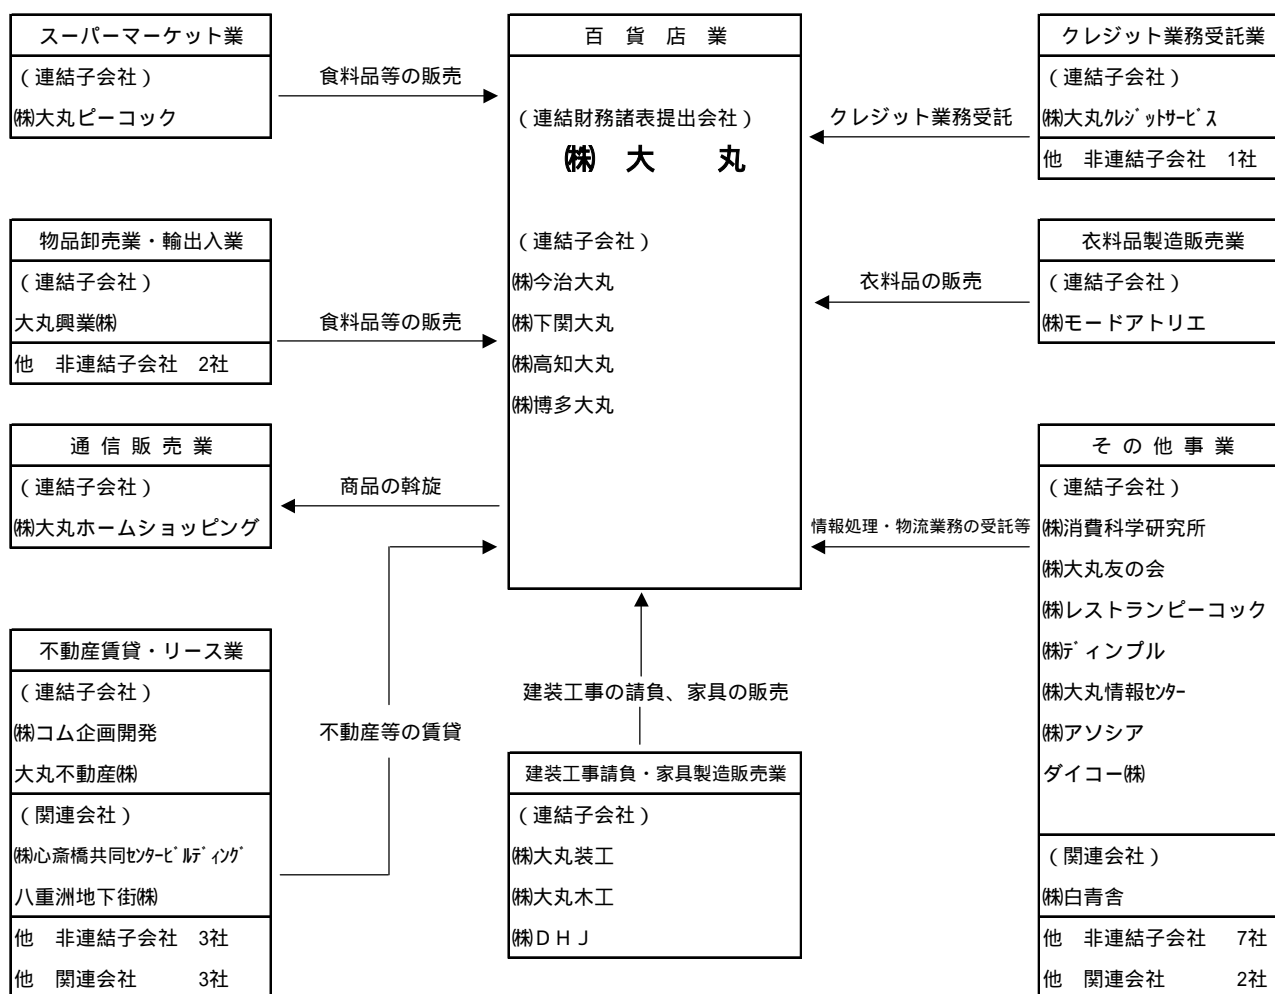 スーパーマーケット業
（連結子会社）
㈱大丸ピーコック
食料品等の販売
物品卸売業・輸出入業
（連結子会社）
大丸興業㈱
他　非連結子会社　2社
食料品等の販売
通 信 販 売 業
（連結子会社）
㈱大丸ホームショッピング
商品の斡旋
不動産賃貸・リース業
（連結子会社）
㈱コム企画開発
大丸不動産㈱
（関連会社）
㈱心斎橋共同ｾﾝﾀｰﾋﾞﾙﾃﾞｨﾝｸﾞ
八重洲地下街㈱
他　非連結子会社　3社
他　関連会社　　　3社
不動産等の賃貸
百　貨　店　業
（連結財務諸表提出会社）
㈱　大　　丸
（連結子会社）
㈱今治大丸
㈱下関大丸
㈱高知大丸
㈱博多大丸
建装工事の請負、家具の販売
建装工事請負・家具製造販売業
（連結子会社）
㈱大丸装工
㈱大丸木工
㈱ＤＨＪ
クレジット業務受託業
（連結子会社）
㈱大丸ｸﾚｼﾞｯﾄｻｰﾋﾞｽ
他　非連結子会社　1社
クレジット業務受託
衣料品製造販売業
（連結子会社）
㈱モードアトリエ
衣料品の販売
そ の 他 事 業
（連結子会社）
㈱消費科学研究所
㈱大丸友の会
㈱レストランピーコック
㈱ﾃﾞィンプル
㈱大丸情報ｾﾝﾀｰ
㈱アソシア
ダイコー㈱
（関連会社）
㈱白青舎
他　非連結子会社　7社
他　関連会社　　　2社
情報処理・物流業務の受託等